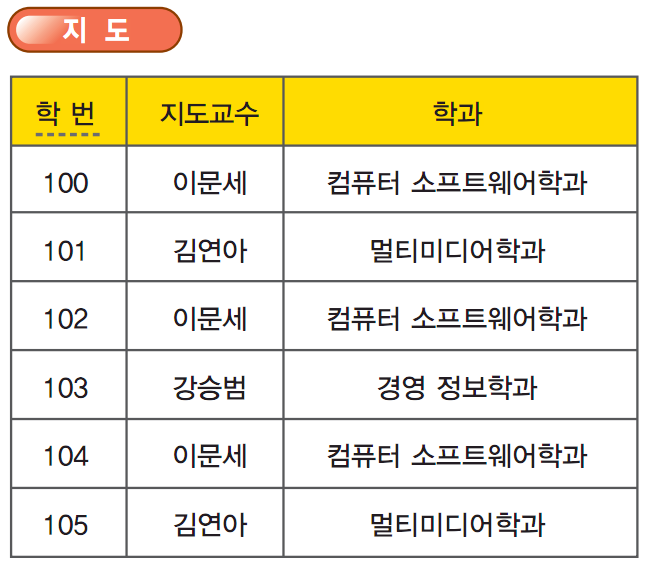 지 도
학 번 지도교수 학과
100 이문세 컴퓨터 소프트웨어학과
101 김연아 멀티미디어학과
102 이문세 컴퓨터 소프트웨어학과
103 강승범 경영 정보학과
104 이문세 컴퓨터 소프트웨어학과
105 김연아 멀티미디어학과